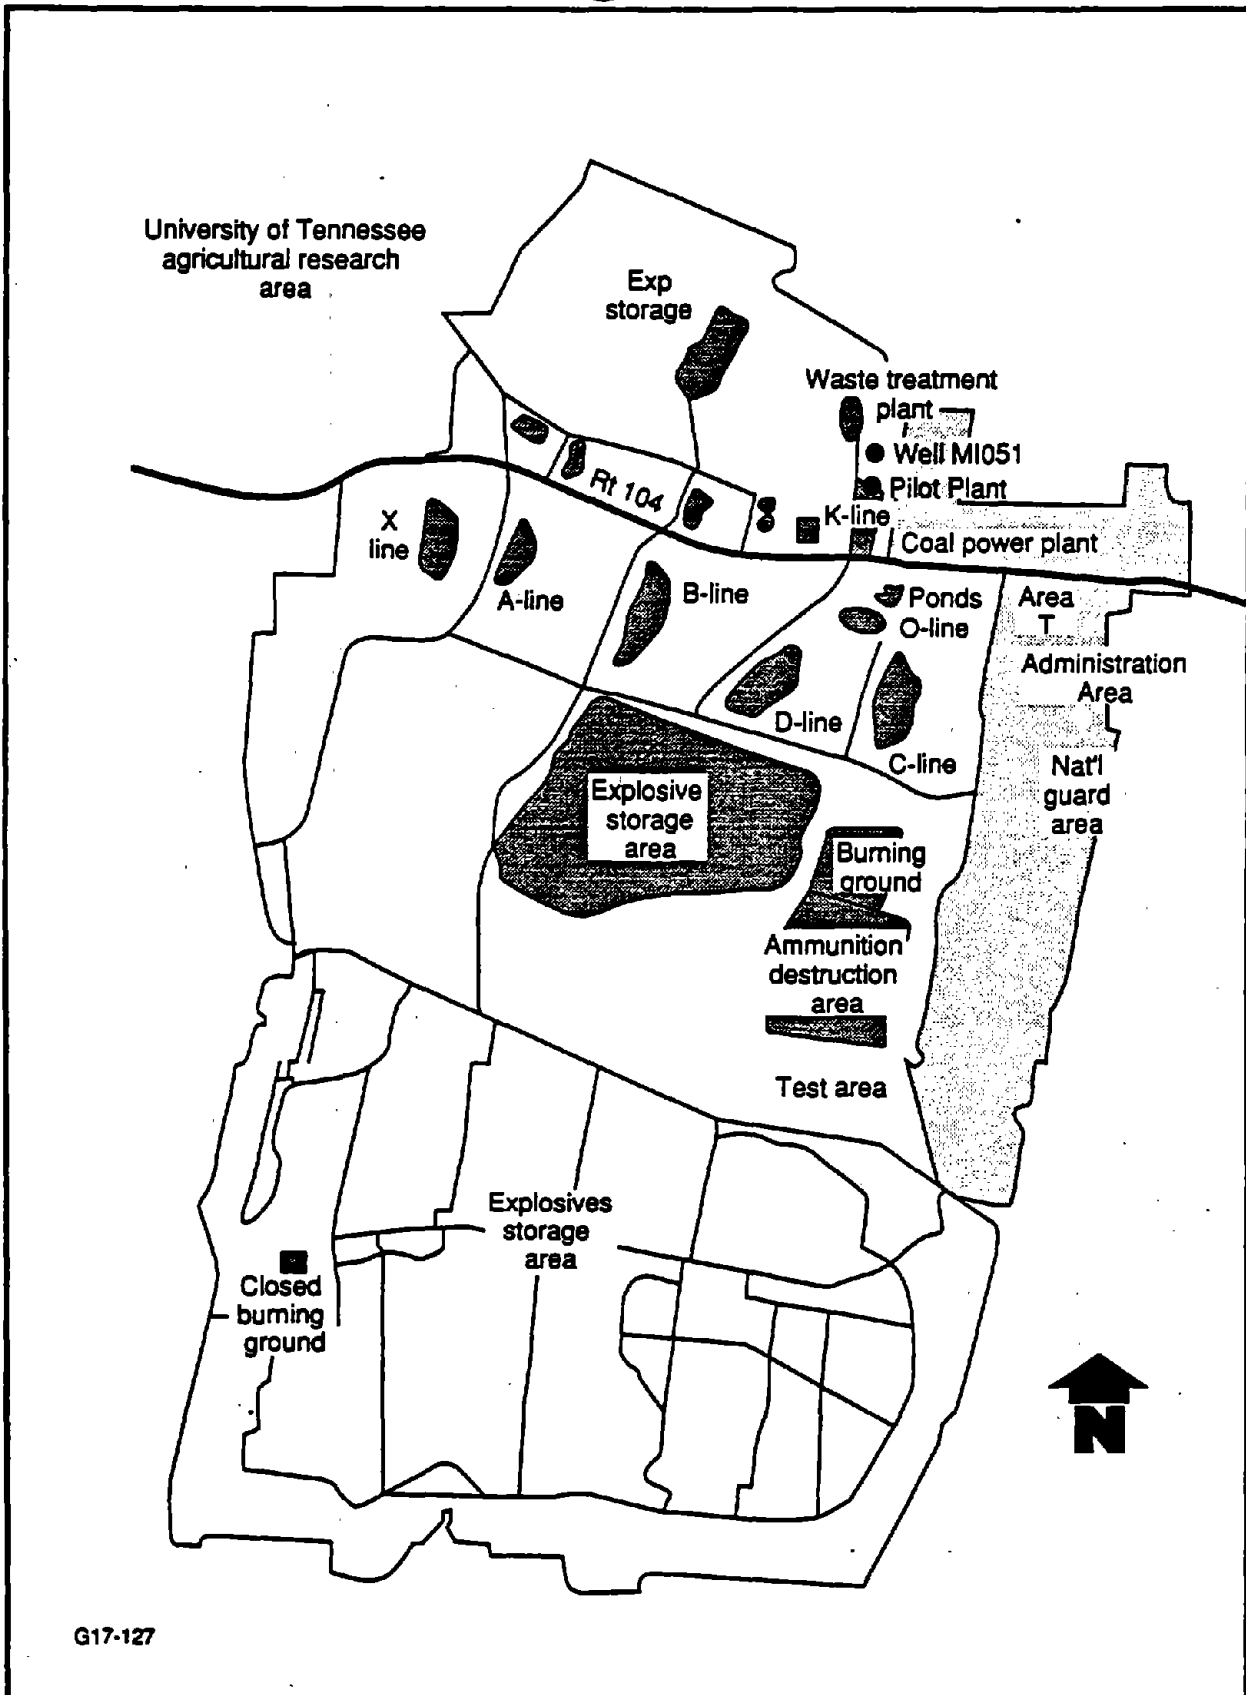 University of Tennessee
agricultural research
area
Exp
storage
Waste treatment
plant
Well MI051
Pilot Plant
Rt 104
K-line
Coal power plant
X
line
A-line
B-line
Ponds
O-line
Area
T
Administration
Area
D-line
C-line
Nat'l
guard
area
Explosive
storage
area
Burning
ground
Ammunition
destruction
area
Test area
Explosives
storage
area
Closed
burning
ground
N
G17-127